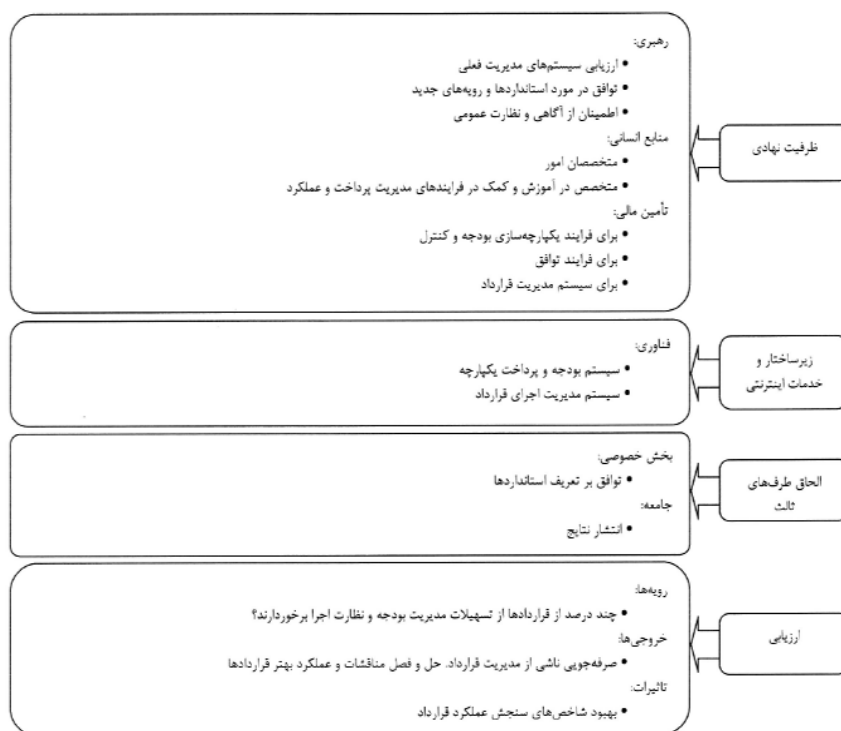 ظرفیت نهادی
رهبری:
• ارزیابی سیستم‌های مدیریت فعلی
• توافق در مورد استانداردها و رویه‌های جدید
• اطمینان از آگاهی و نظارت عمومی
منابع انسانی:
• متخصصان امور
• متخصص در آموزش و کمک در فرایندهای مدیریت پرداخت و عملکرد
تأمین مالی:
• برای فرایند یکپارچه‌سازی بودجه و کنترل
• برای فرایند توافق
• برای سیستم مدیریت قرارداد
زیرساختار و
خدمات اینترنتی
فناوری:
• سیستم بودجه و پرداخت یکپارچه
• سیستم مدیریت اجرای قرارداد
الحاق طرف‌های
ثالث
بخش خصوصی:
• توافق بر تعریف استانداردها
جامعه:
• انتشار نتایج
ارزیابی
رویه‌ها:
• چند درصد از قراردادها از تسهیلات مدیریت بودجه و نظارت اجرا برخوردارند؟
خروجی‌ها:
• صرفه‌جویی ناشی از مدیریت قرارداد، حل و فصل مناقشات و عملکرد بهتر قراردادها
تاثیرات:
• بهبود شاخص‌های سنجش عملکرد قرارداد